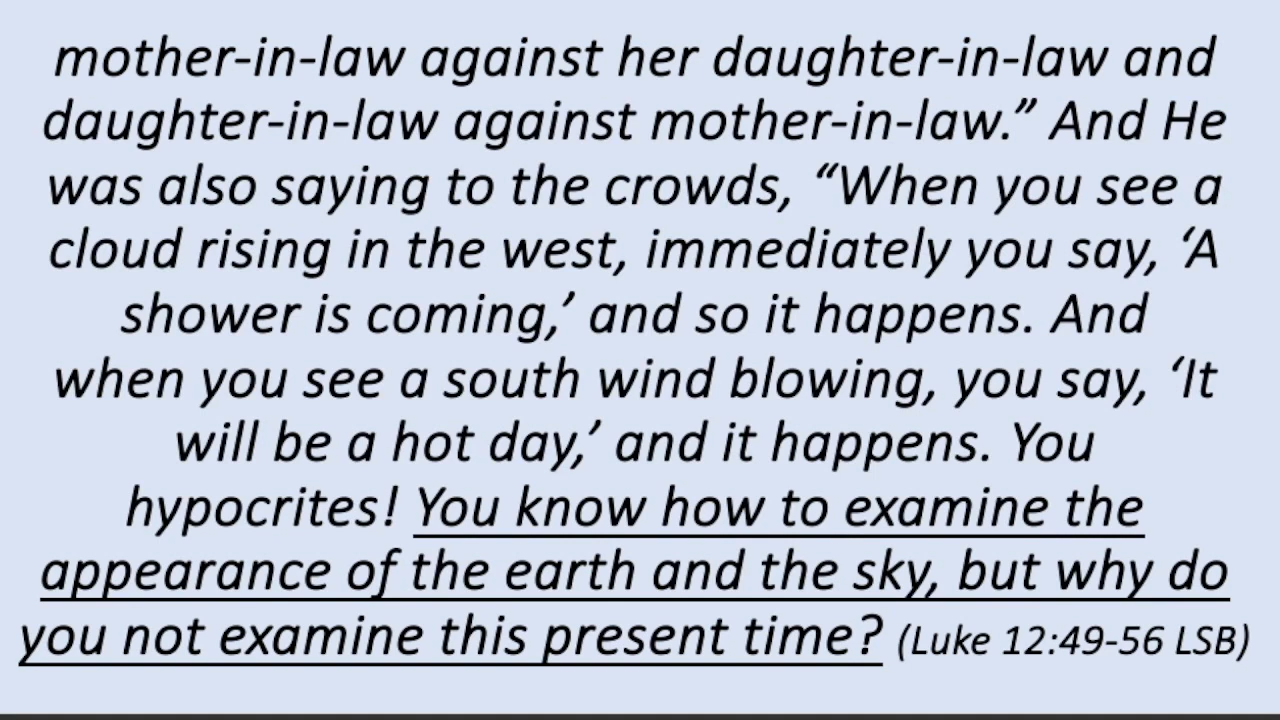 mother-in-law against her daughter-in-law and
daughter-in-law against mother-in-law.” And He
was also saying to the crowds, “When you see a
cloud rising in the west, immediately you say, ‘A
shower is coming,’ and so it happens. And
when you see a south wind blowing, you say, ‘It
will be a hot day,’ and it happens. You
hypocrites! You know how to examine the
appearance of the earth and the sky, but why do
you not examine this present time? (Luke 12:49-56 LSB)